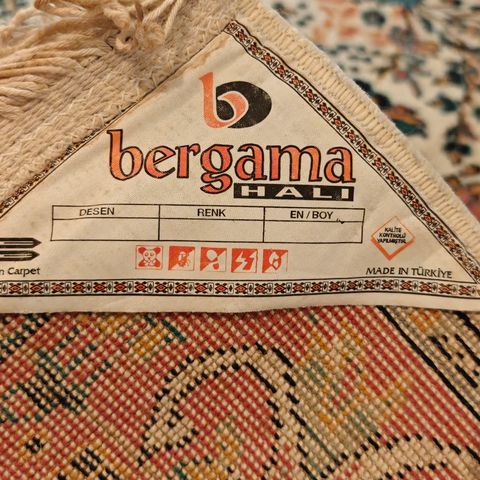 bergama
HALI
DESEN RENK EN / BOY
KALİTE
KONTROLÜ
YAPILMIŞTIR.
Carpet
MADE IN TÜRKİYE